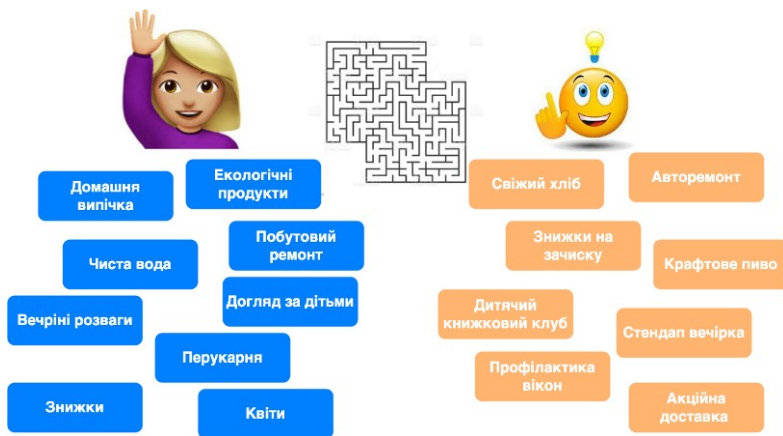 Домашня
випічка
Екологічні
продукти
Чиста вода
Побутовий
ремонт
Вечріні розваги
Догляд за дітьми
Перукарня
Знижки
Квіти
Свіжий хліб
Авторемонт
Знижки на
зачиску
Крафтове пиво
Дитячий
книжковий клуб
Стендап вечірка
Профілактика
вікон
Акційна
доставка